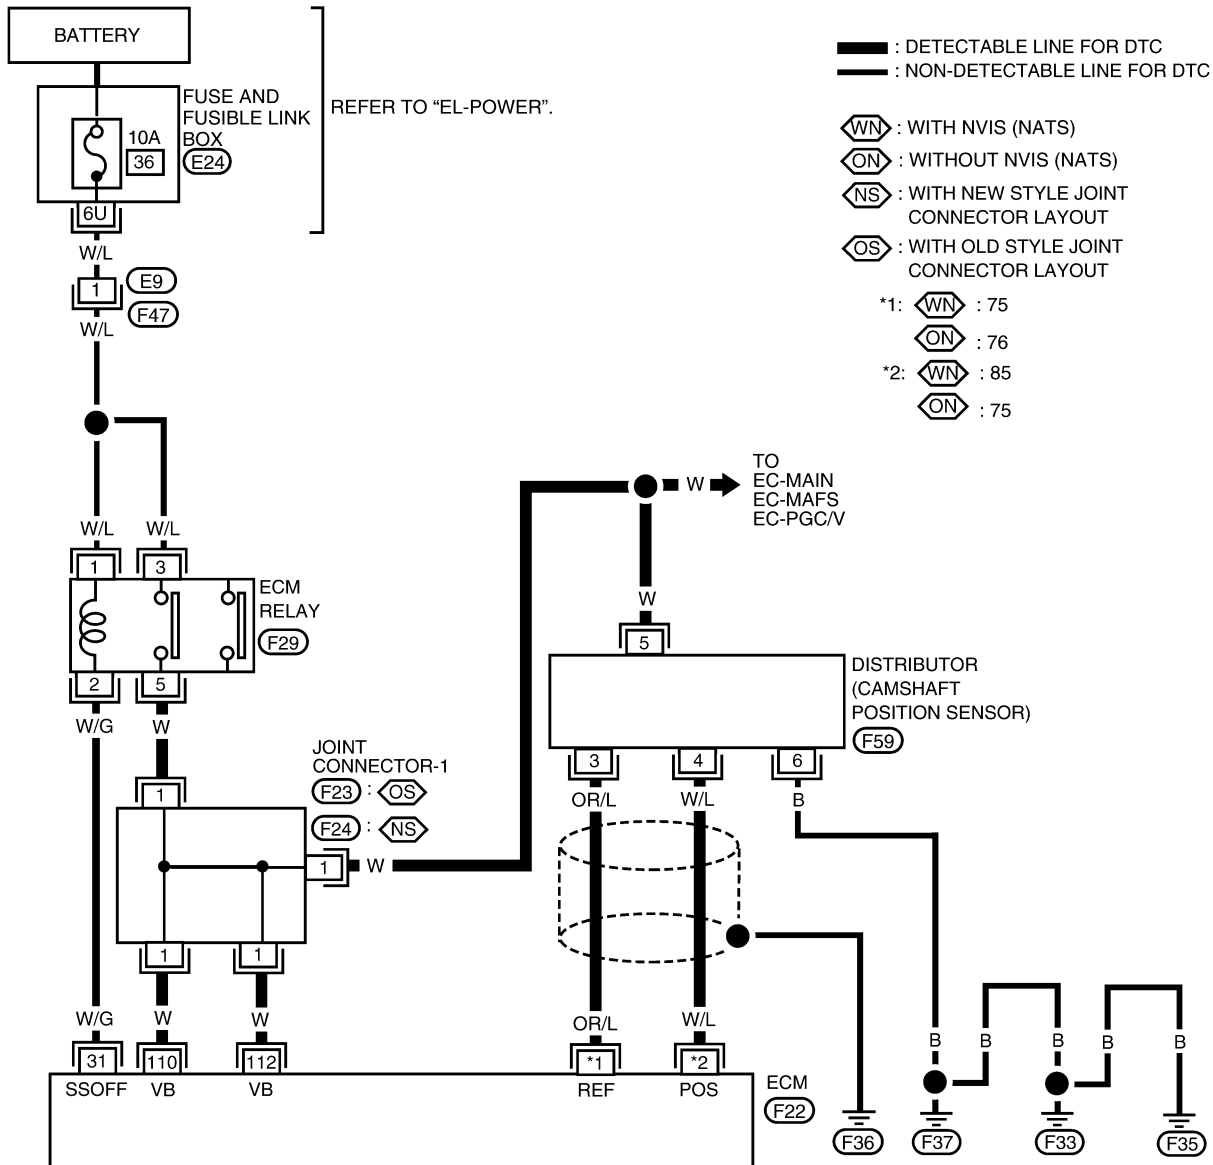 BATTERY
FUSE AND
FUSIBLE LINK
BOX
E24
10A
36
REFER TO “EL-POWER”.
6U
W/L
1
E9
F47
W/L
: DETECTABLE LINE FOR DTC
: NON-DETECTABLE LINE FOR DTC
WN : WITH NVIS (NATS)
ON : WITHOUT NVIS (NATS)
NS : WITH NEW STYLE JOINT
CONNECTOR LAYOUT
OS : WITH OLD STYLE JOINT
CONNECTOR LAYOUT
*1: WN : 75
ON : 76
*2: WN : 85
ON : 75
W/L W/L
1 3
ECM
RELAY
F29
2 5
W/G W
TO
EC-MAIN
EC-MAFS
EC-PGC/V
W
W
5
DISTRIBUTOR
(CAMSHAFT
POSITION SENSOR)
F59
3 4 6
OR/L W/L B
JOINT
CONNECTOR-1
F23 : OS
F24 : NS
1
1 W
1 1
W/G W W
OR/L W/L
B B B B B
31 110 112 *1 *2
SSOFF VB VB REF POS
ECM
F22
F36 F37 F33 F35